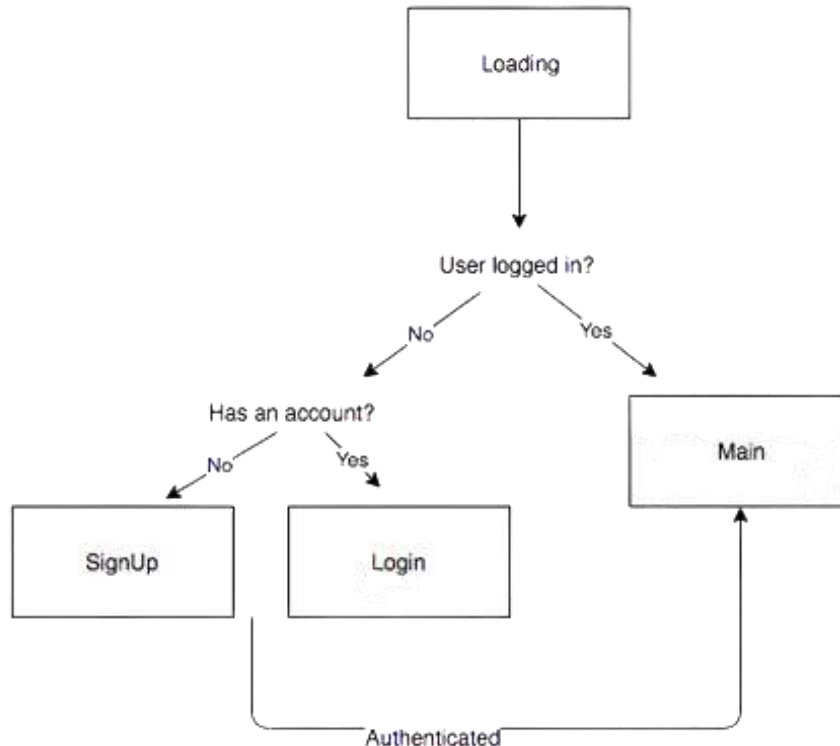 Loading
User logged in?
No
Yes
Has an account?
No
Yes
Main
SignUp
Login
Authenticated